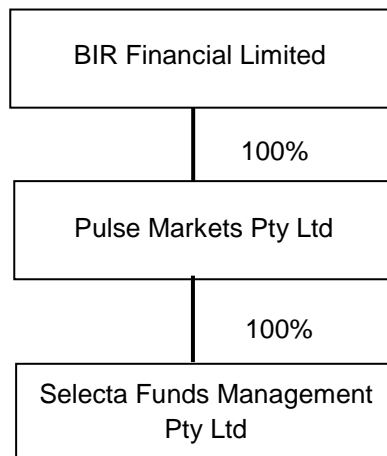 BIR Financial Limited
100%
Pulse Markets Pty Ltd
100%
Selecta Funds Management
Pty Ltd